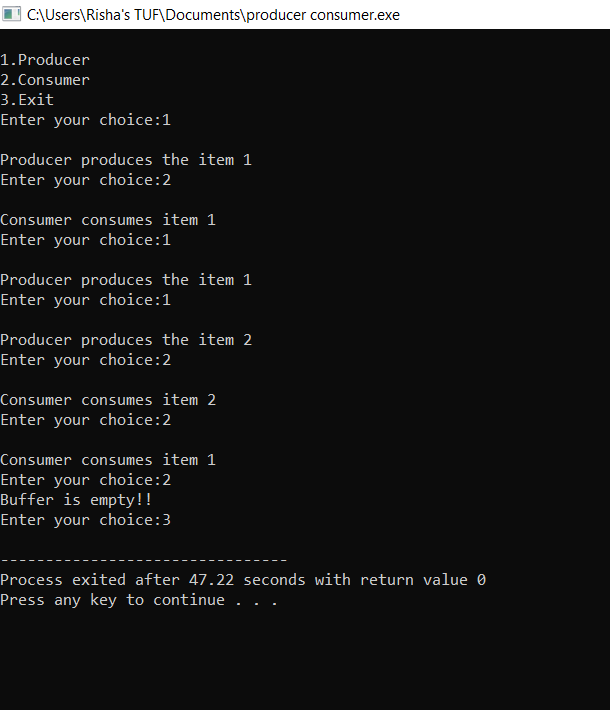 C:\Users\Risha's TUF\Documents\producer consumer.exe
1.Producer
2.Consumer
3.Exit
Enter your choice:1
Producer produces the item 1
Enter your choice:2
Consumer consumes item 1
Enter your choice:1
Producer produces the item 1
Enter your choice:1
Producer produces the item 2
Enter your choice:2
Consumer consumes item 2
Enter your choice:2
Consumer consumes item 1
Enter your choice:2
Buffer is empty!!
Enter your choice:3
--------------------------------
Process exited after 47.22 seconds with return value 0
Press any key to continue . . .